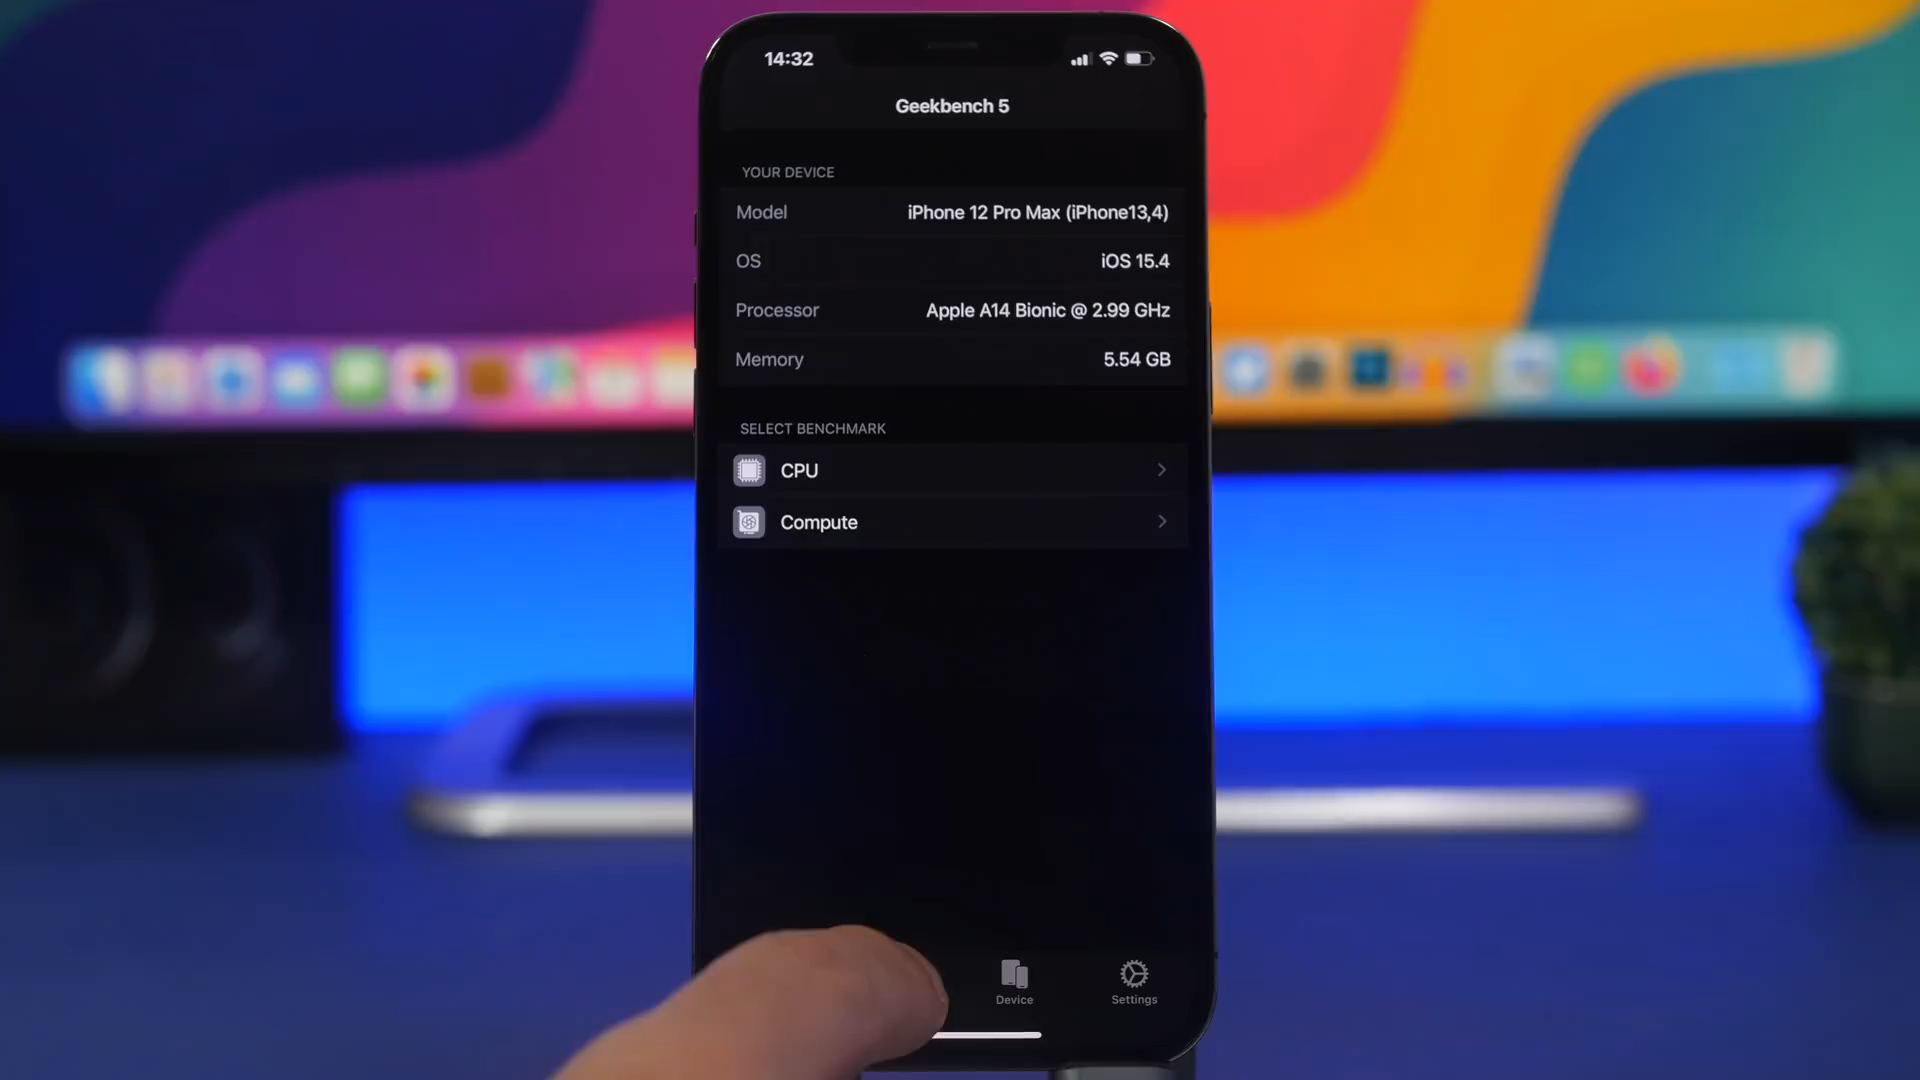 14:32
Geekbench 5
YOUR DEVICE
Model iPhone 12 Pro Max (iPhone13,4)
OS iOS 15.4
Processor Apple A14 Bionic @ 2.99 GHz
Memory 5.54 GB
SELECT BENCHMARK
CPU
Compute
Device Settings